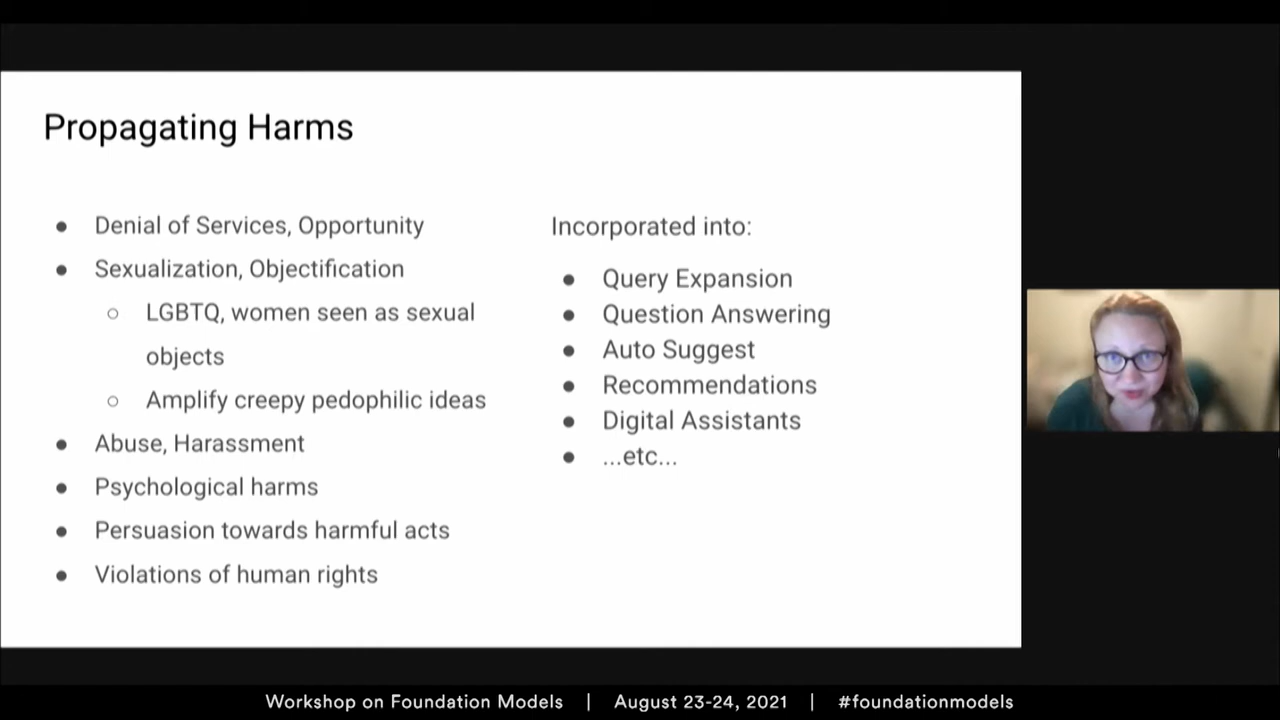 Propagating Harms
● Denial of Services, Opportunity
● Sexualization, Objectification
○ LGBTQ, women seen as sexual
objects
○ Amplify creepy pedophilic ideas
● Abuse, Harassment
● Psychological harms
● Persuasion towards harmful acts
● Violations of human rights
Incorporated into:
● Query Expansion
● Question Answering
● Auto Suggest
● Recommendations
● Digital Assistants
● ...etc...
Workshop on Foundation Models | August 23-24, 2021 | #foundationmodels